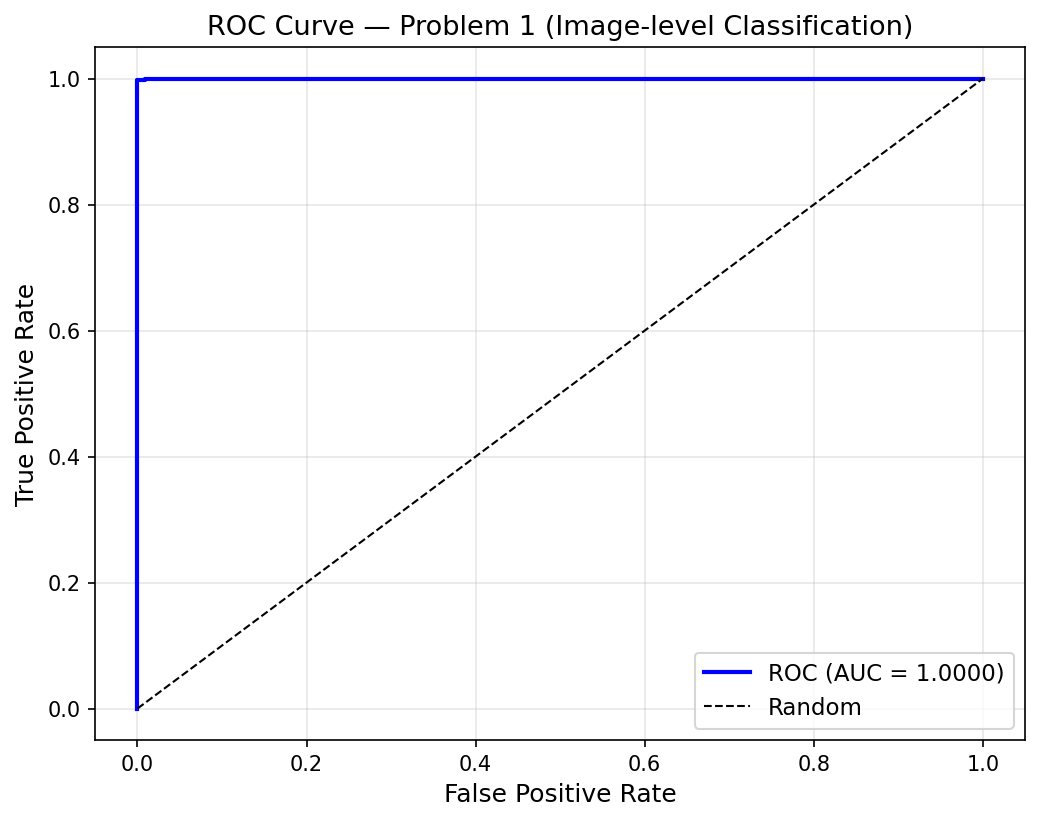 ROC Curve — Problem 1 (Image-level Classification)
1.0
0.8
0.6
0.4
0.2
0.0
True Positive Rate
ROC (AUC = 1.0000)
Random
0.0 0.2 0.4 0.6 0.8 1.0
False Positive Rate